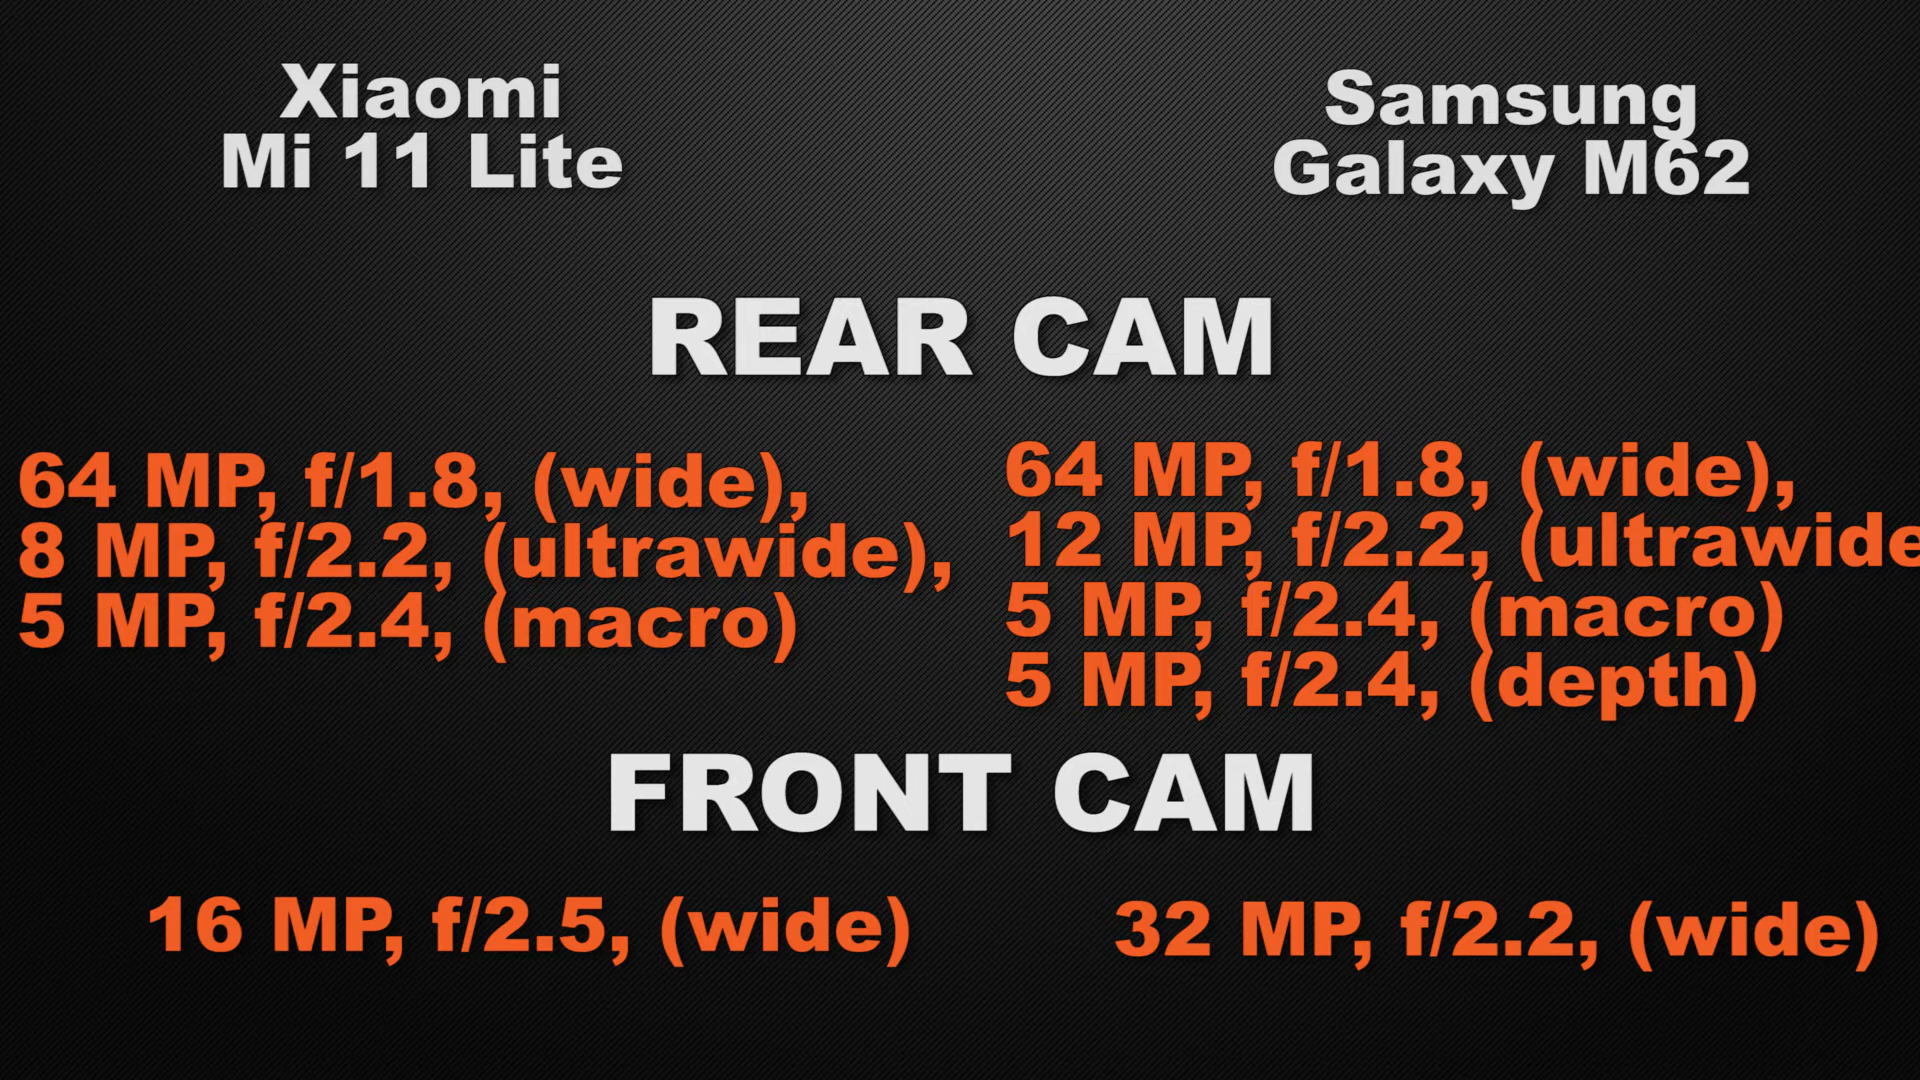 Xiaomi
Mi 11 Lite
Samsung
Galaxy M62
REAR CAM
64 MP, f/1.8, (wide),
8 MP, f/2.2, (ultrawide),
5 MP, f/2.4, (macro)
64 MP, f/1.8, (wide),
12 MP, f/2.2, (ultrawide
5 MP, f/2.4, (macro)
5 MP, f/2.4, (depth)
FRONT CAM
16 MP, f/2.5, (wide)
32 MP, f/2.2, (wide)